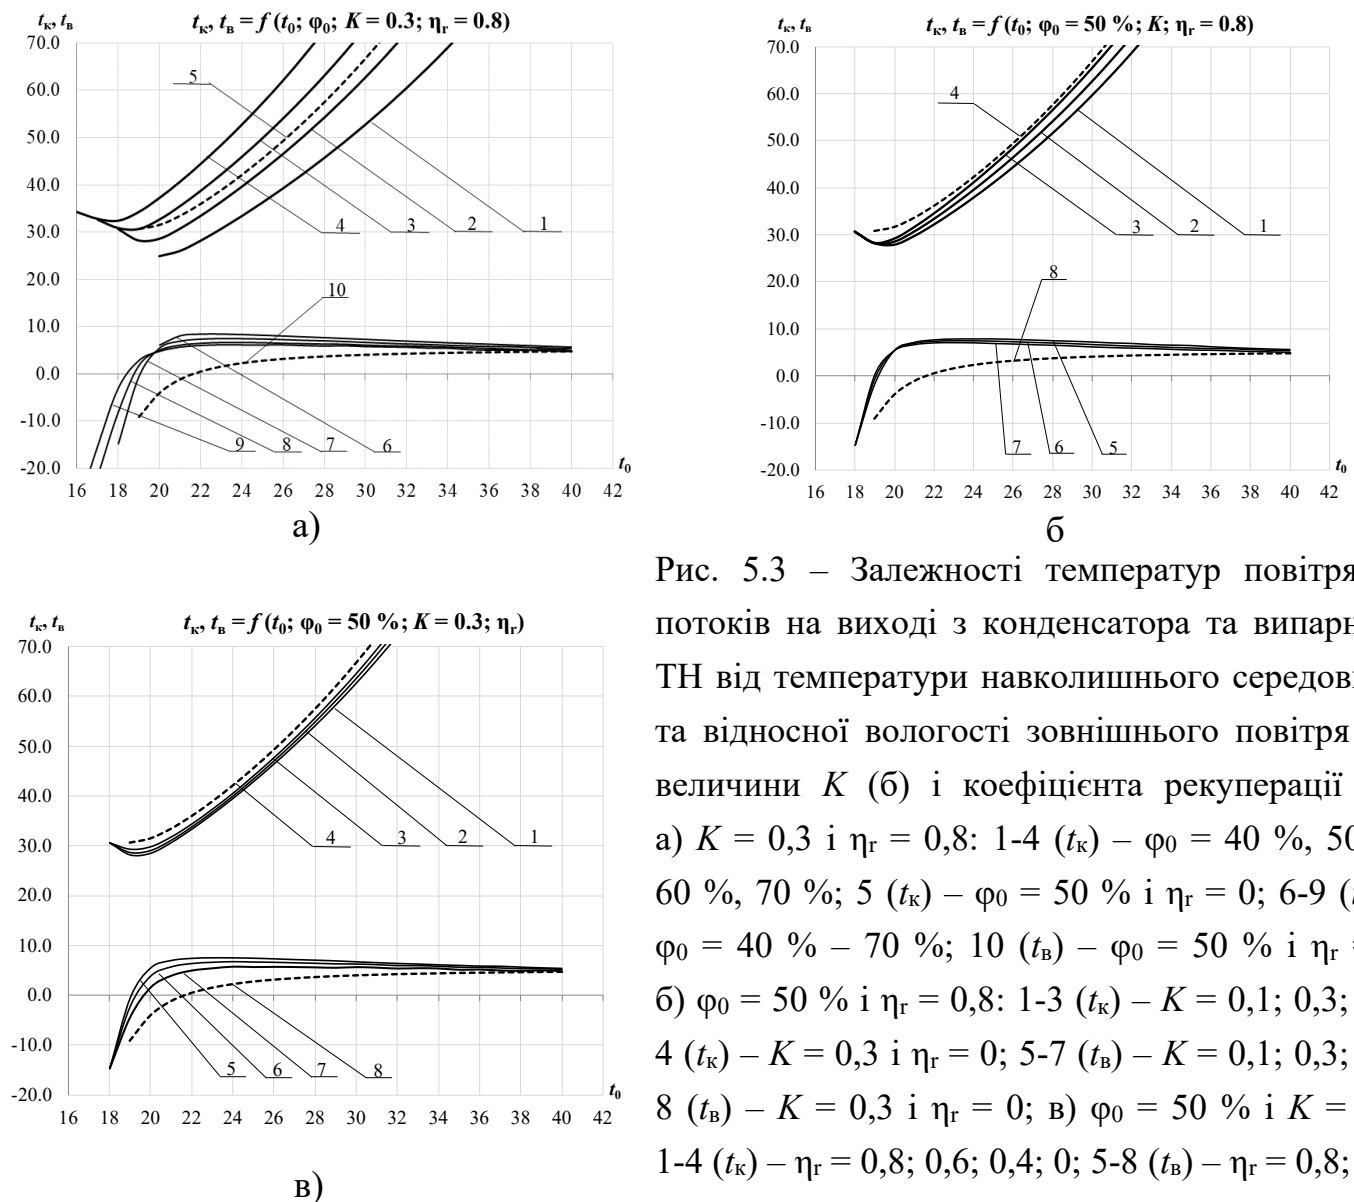 tк, tв
tк, tв = f (t0; φ0; K = 0.3; ηr = 0.8)
70.0
60.0
50.0
40.0
30.0
20.0
10.0
0.0
-10.0
-20.0
5
4
3
2
1
10
9
8
7
6
t0
16 18 20 22 24 26 28 30 32 34 36 38 40 42
а)
tк, tв
tк, tв = f (t0; φ0 = 50 %; K; ηr = 0.8)
70.0
60.0
50.0
40.0
30.0
20.0
10.0
0.0
-10.0
-20.0
4
3
2
1
8
7
6
5
t0
16 18 20 22 24 26 28 30 32 34 36 38 40 42
б
Рис. 5.3 – Залежності температур повітря
потоків на виході з конденсатора та випарн
ТН від температури навколишнього середові
та відносної вологості зовнішнього повітря
величини K (б) і коефіцієнта рекуперації
а) K = 0,3 і ηr = 0,8: 1-4 (tк) – φ0 = 40 %, 50
60 %, 70 %; 5 (tк) – φ0 = 50 % і ηr = 0; 6-9 (
φ0 = 40 % – 70 %; 10 (tв) – φ0 = 50 % і ηr =
б) φ0 = 50 % і ηr = 0,8: 1-3 (tк) – K = 0,1; 0,3;
4 (tк) – K = 0,3 і ηr = 0; 5-7 (tв) – K = 0,1; 0,3;
8 (tв) – K = 0,3 і ηr = 0; в) φ0 = 50 % і K =
1-4 (tк) – ηr = 0,8; 0,6; 0,4; 0; 5-8 (tв) – ηr = 0,8;
tк, tв
tк, tв = f (t0; φ0 = 50 %; K = 0.3; ηr)
70.0
60.0
50.0
40.0
30.0
20.0
10.0
0.0
-10.0
-20.0
4
3
2
1
5
6
7
8
t0
16 18 20 22 24 26 28 30 32 34 36 38 40 42
в)